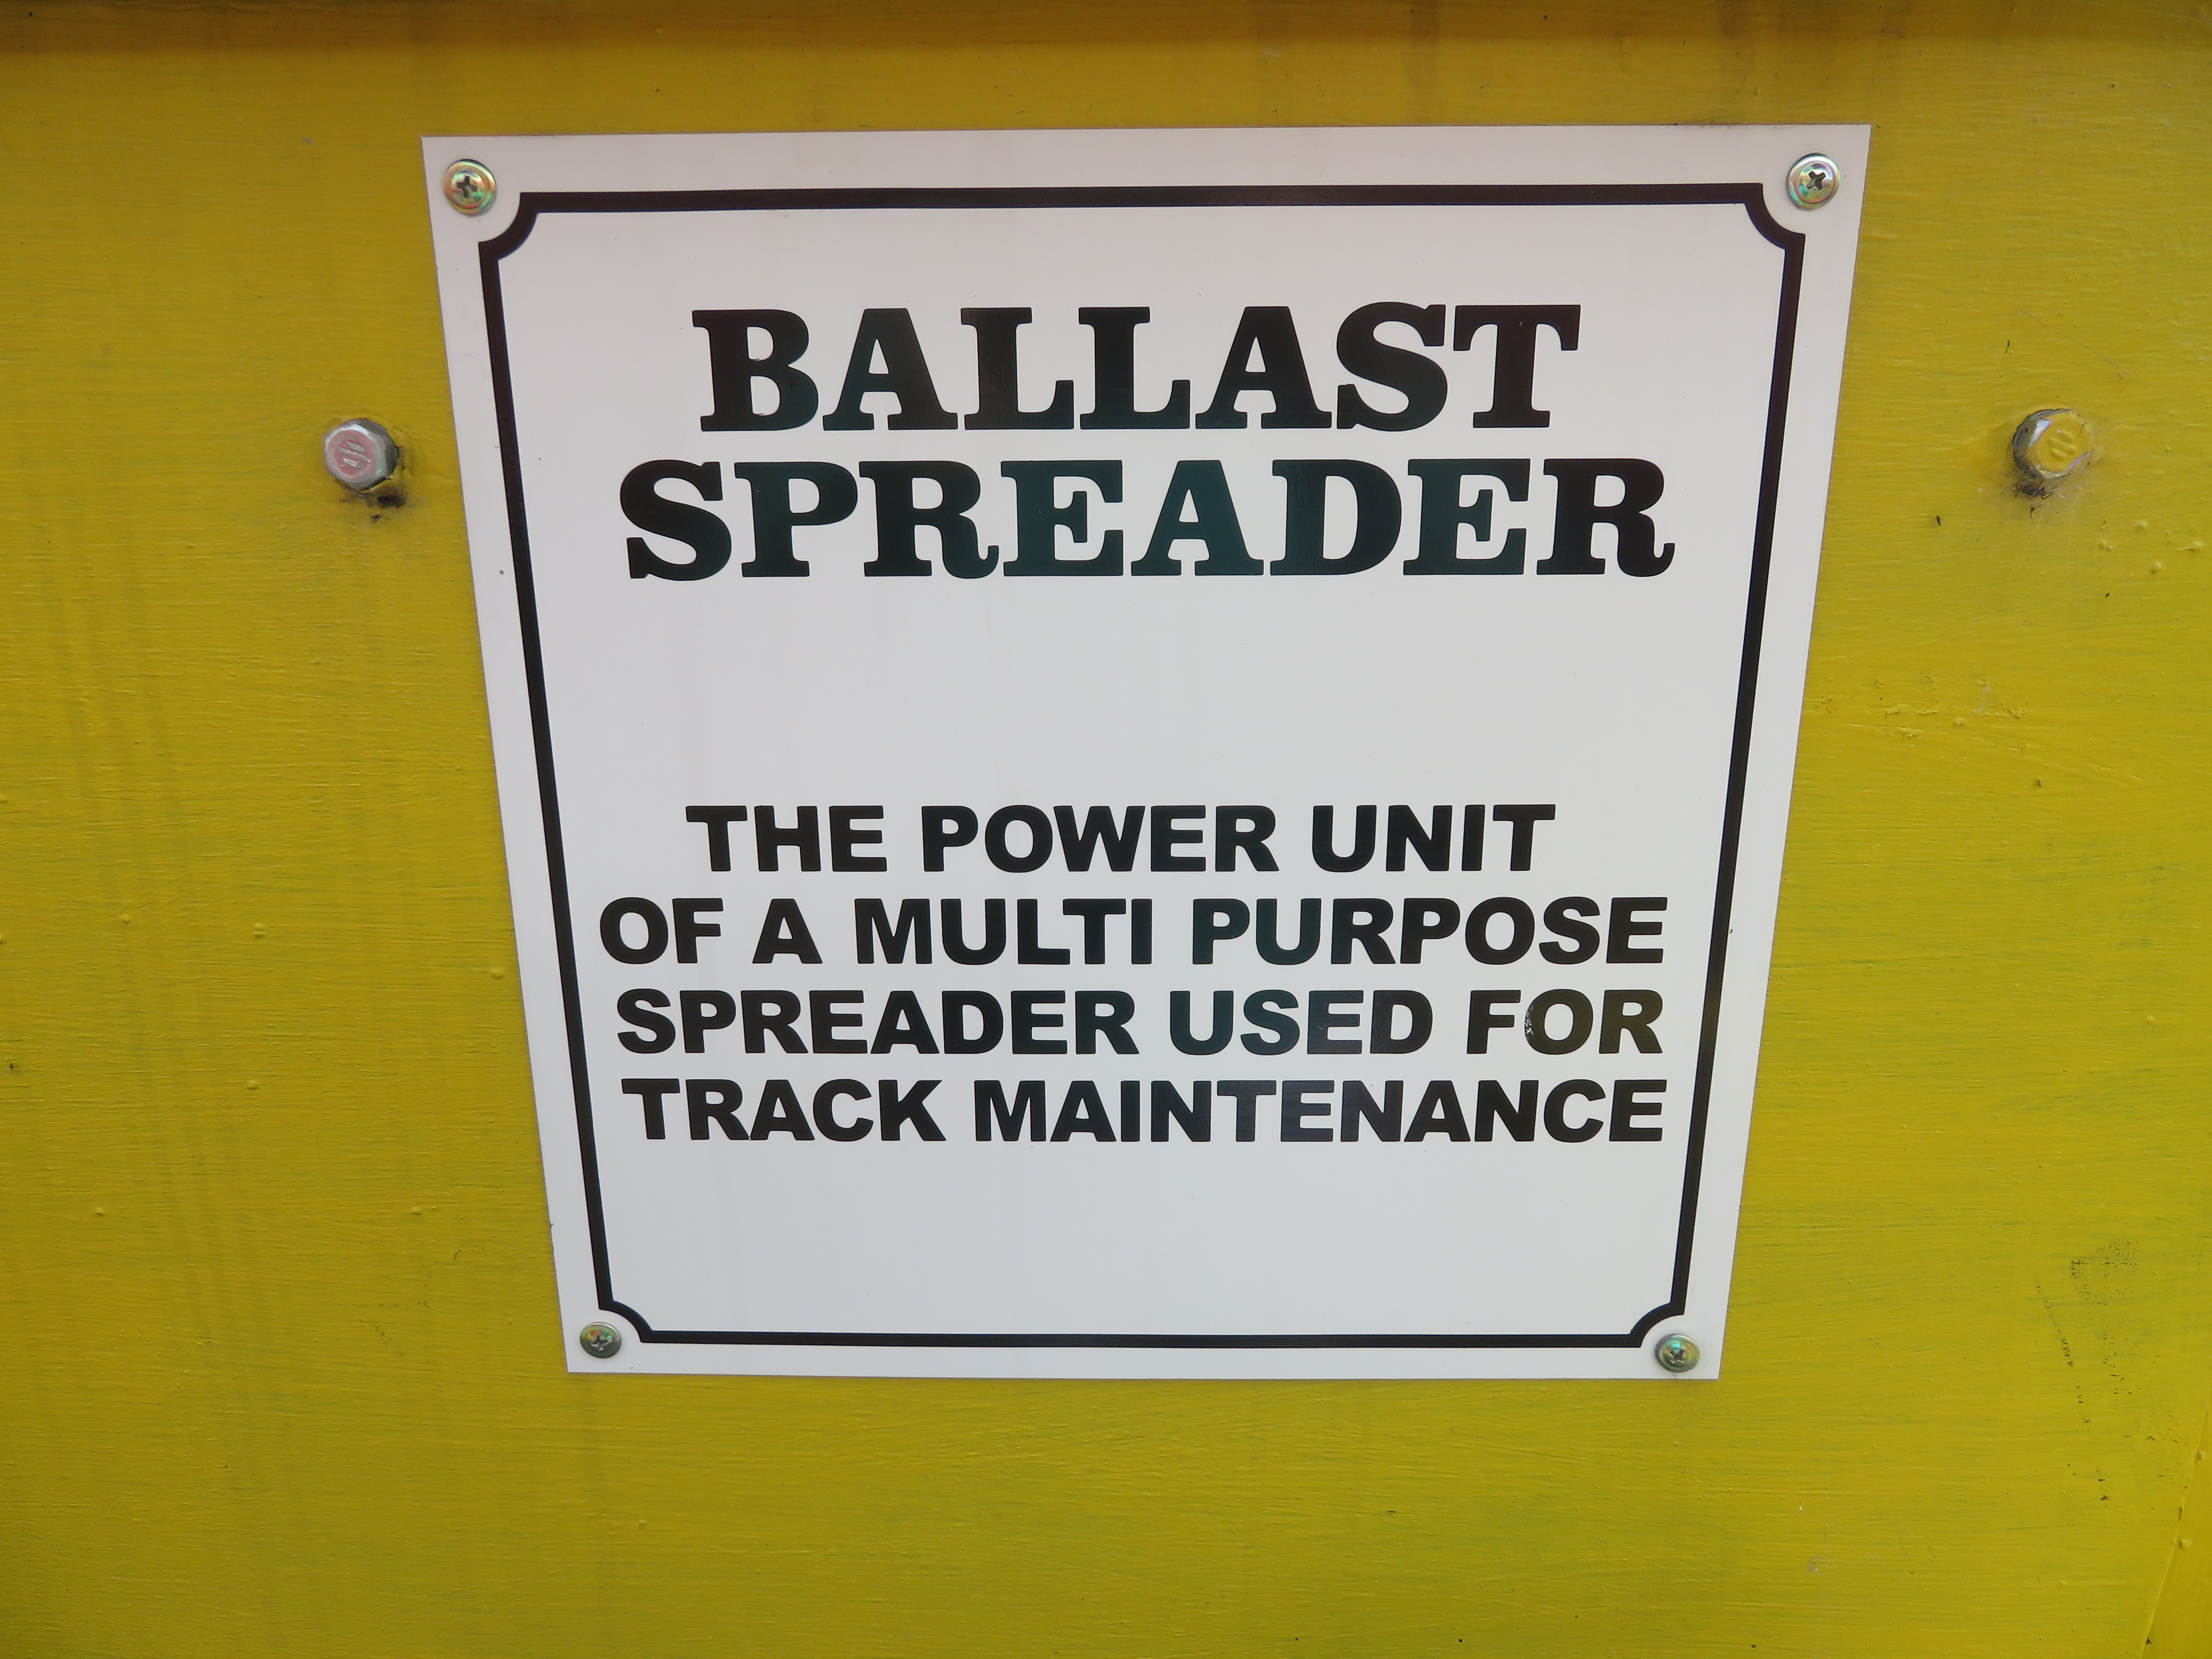 BALLAST
SPREADER
THE POWER UNIT
OF A MULTI PURPOSE
SPREADER USED FOR
TRACK MAINTENANCE